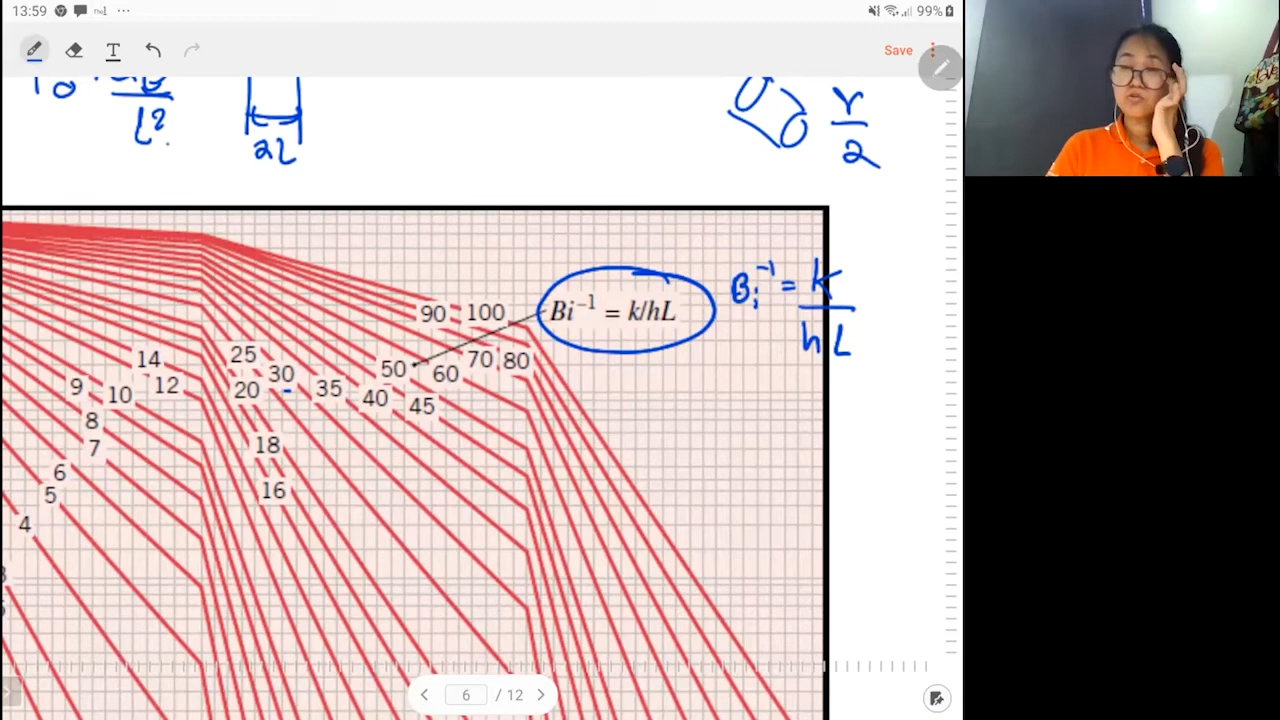 13:59
99%
T
Save
L²
2L
r/2
Bi⁻¹ = k/hL
Bi⁻¹ = k/hL
90 100
14 25 50 70 80
30 60
9 10 12 20 35 40 45
8
7 18
6
5 16
4
6 / 12